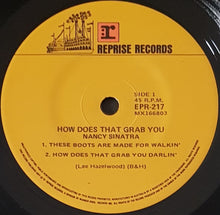 REPRISE RECORDS
SIDE 1
45 R.P.M.
EPR-217
MX166803
HOW DOES THAT GRAB YOU
NANCY SINATRA
1. THESE BOOTS ARE MADE FOR WALKIN'
2. HOW DOES THAT GRAB YOU DARLIN'
(Lee Hazelwood) (B&H)